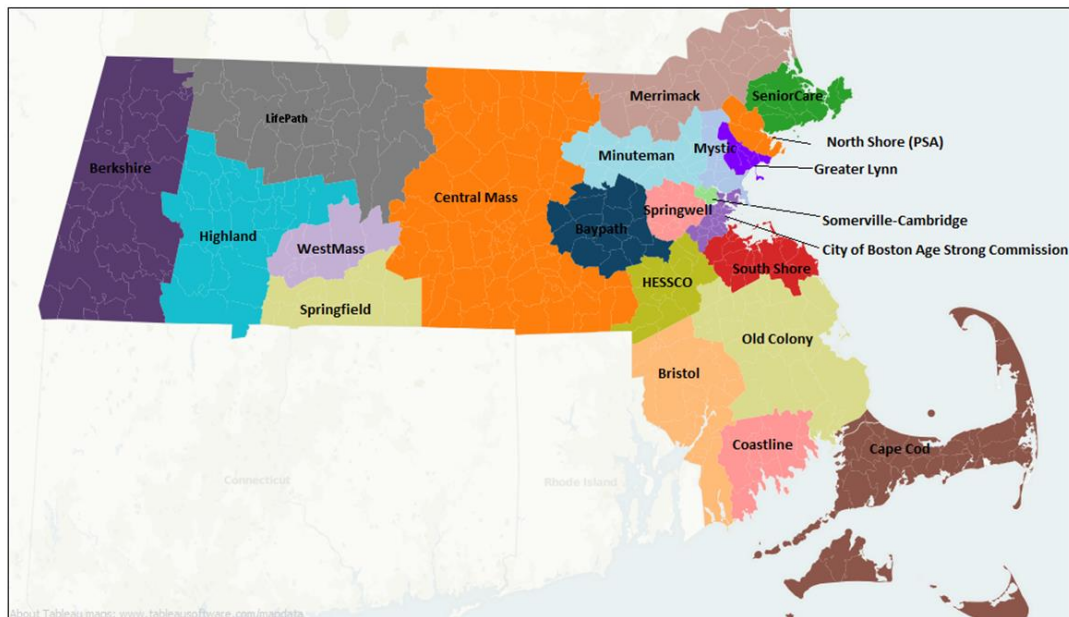 Merrimack
SeniorCare
LifePath
North Shore (PSA)
Mystic
Minuteman
Berkshire
Greater Lynn
Central Mass
Springwell
Somerville-Cambridge
Baypath
Highland
WestMass
City of Boston Age Strong Commission
South Shore
HESSCO
Springfield
Old Colony
Bristol
Coastline
Cape Cod
Connecticut
Rhode Island
About Tableau maps: www.tableausoftware.com/mapdata